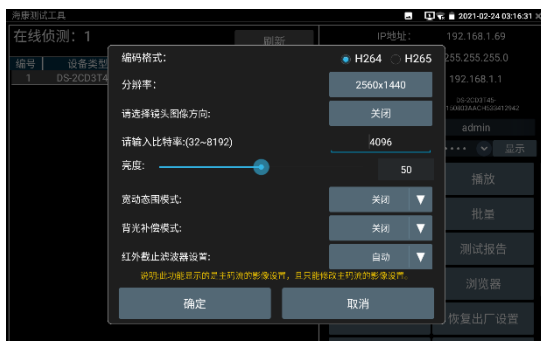 海康测试工具
2021-02-24 03:16:31
在线侦测: 1
刷新
IP地址:
192.168.1.69
编号
设备类型
255.255.255.0
1
DS-2CD3T4
192.168.1.1
DS-2CD3T45-
admin
显示
播放
批量
测试报告
浏览器
恢复出厂设置
编码格式:
H264
H265
分辨率:
2560x1440
请选择镜头图像方向:
关闭
请输入比特率:(32~8192)
4096
亮度:
50
宽动态围模式:
关闭
背光补偿模式:
关闭
红外截止滤波器设置:
自动
说明:此功能显示的是主码流的影像设置，且只能修改主码流的影像设置。
确定
取消